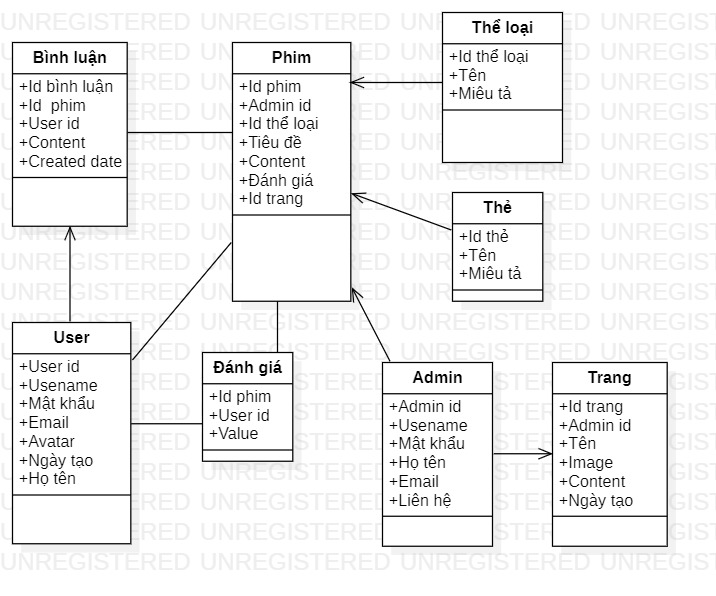 Bình luận
+Id bình luận
+Id phim
+User id
+Content
+Created date
Phim
+Id phim
+Admin id
+Id thể loại
+Tiêu đề
+Content
+Đánh giá
+Id trang
Thể loại
+Id thể loại
+Tên
+Miêu tả
Thẻ
+Id thẻ
+Tên
+Miêu tả
User
+User id
+Usename
+Mật khẩu
+Email
+Avatar
+Ngày tạo
+Họ tên
Đánh giá
+Id phim
+User id
+Value
Admin
+Admin id
+Usename
+Mật khẩu
+Họ tên
+Email
+Liên hệ
Trang
+Id trang
+Admin id
+Tên
+Image
+Content
+Ngày tạo
UNREGISTERED